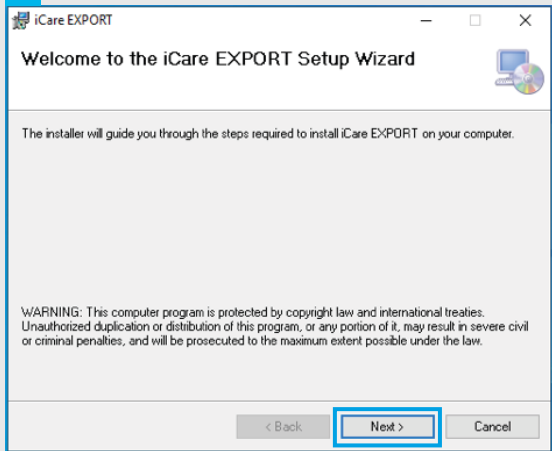 iCare EXPORT
Welcome to the iCare EXPORT Setup Wizard
The installer will guide you through the steps required to install iCare EXPORT on your computer.
WARNING: This computer program is protected by copyright law and international treaties.
Unauthorized duplication or distribution of this program, or any portion of it, may result in severe civil
or criminal penalties, and will be prosecuted to the maximum extent possible under the law.
< Back Next > Cancel